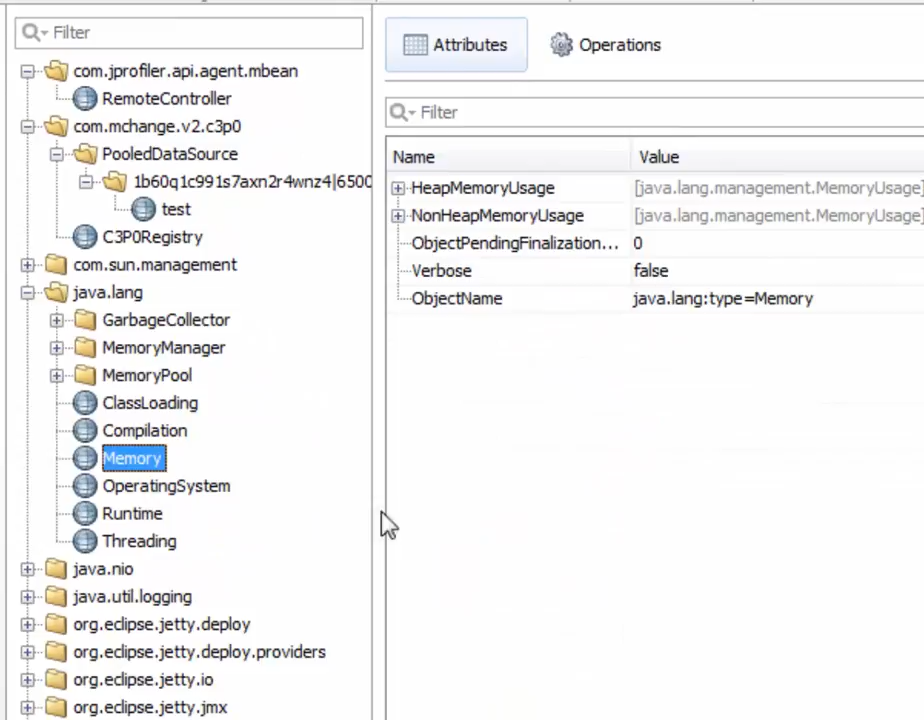 Filter
com.jprofiler.api.agent.mbean
RemoteController
com.mchange.v2.c3p0
PooledDataSource
1b60q1c991s7axn2r4wnz4|6500
test
C3P0Registry
com.sun.management
java.lang
GarbageCollector
MemoryManager
MemoryPool
ClassLoading
Compilation
Memory
OperatingSystem
Runtime
Threading
java.nio
java.util.logging
org.eclipse.jetty.deploy
org.eclipse.jetty.deploy.providers
org.eclipse.jetty.io
org.eclipse.jetty.jmx
Attributes Operations
Filter
Name Value
HeapMemoryUsage [java.lang.management.MemoryUsage]
NonHeapMemoryUsage [java.lang.management.MemoryUsage]
ObjectPendingFinalization... 0
Verbose false
ObjectName java.lang:type=Memory